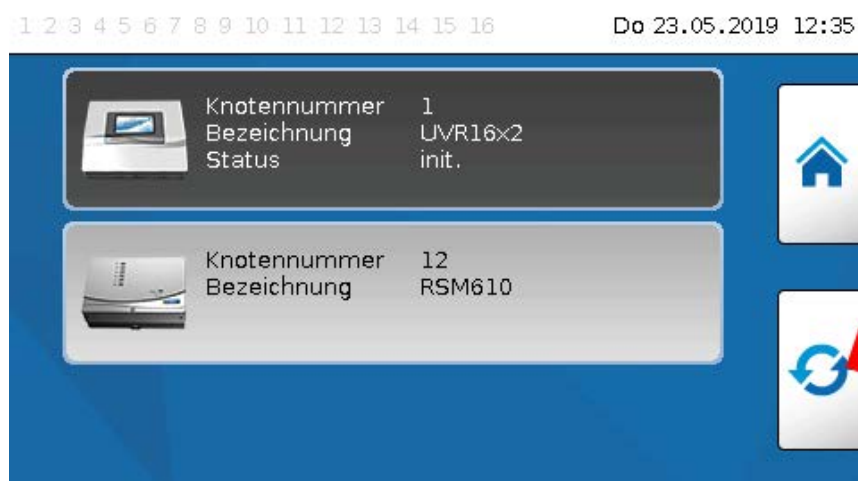 1 2 3 4 5 6 7 8 9 10 11 12 13 14 15 16 Do 23.05.2019 12:35
Knotennummer 1
Bezeichnung UVR16x2
Status init.
Knotennummer 12
Bezeichnung RSM610